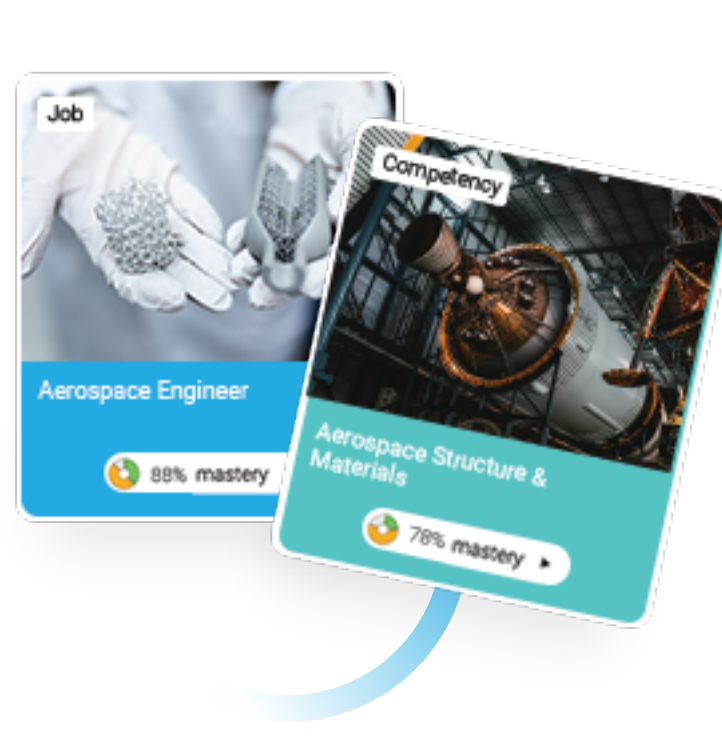 Job
Aerospace Engineer
88% mastery
Competency
Aerospace Structure &
Materials
78% mastery